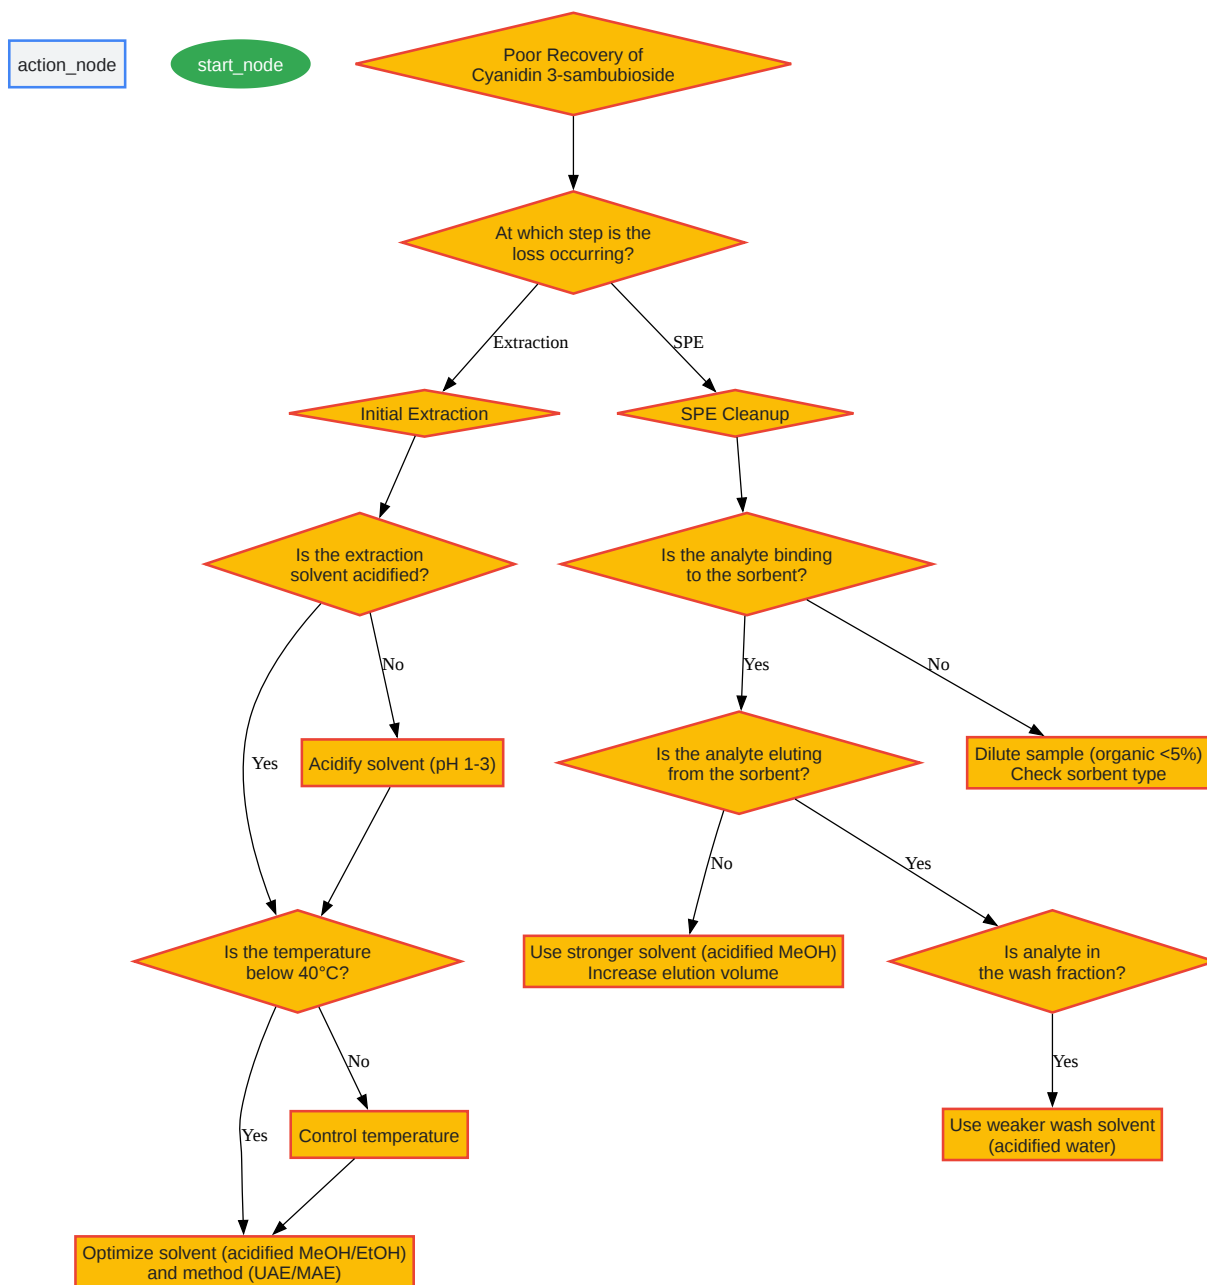 action_node
start_node
Poor Recovery of
Cyanidin 3-sambubioside
At which step is the
loss occurring?
Extraction
SPE
Initial Extraction
SPE Cleanup
Is the extraction
solvent acidified?
Is the analyte binding
to the sorbent?
No
Yes
No
Yes
Acidify solvent (pH 1-3)
Is the analyte eluting
from the sorbent?
Dilute sample (organic <5%)
Check sorbent type
No
Yes
Is the temperature
below 40°C?
Use stronger solvent (acidified MeOH)
Increase elution volume
Is analyte in
the wash fraction?
No
Yes
Yes
Control temperature
Use weaker wash solvent
(acidified water)
Optimize solvent (acidified MeOH/EtOH)
and method (UAE/MAE)